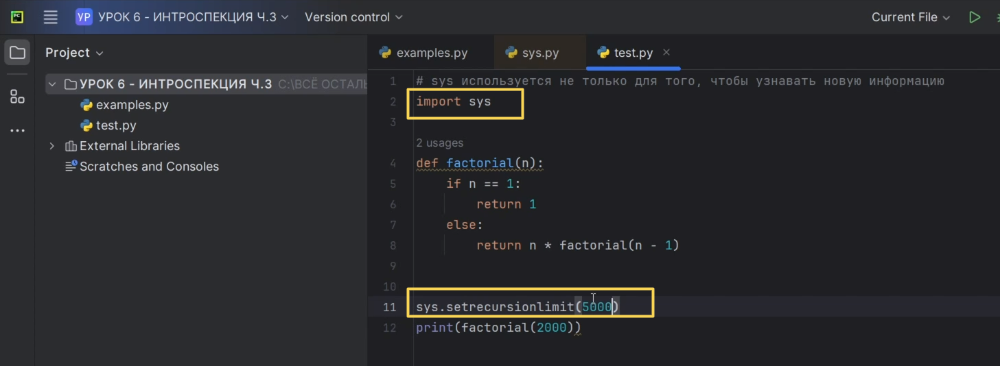 PC
УР УРОК 6 - ИНТРОСПЕКЦИЯ Ч.3 Version control Current File
Project
УРОК 6 - ИНТРОСПЕКЦИЯ Ч.3 C:\ВСЁ ОСТАЛЬ
examples.py
test.py
External Libraries
Scratches and Consoles
examples.py sys.py test.py
1 # sys используется не только для того, чтобы узнавать новую информацию
2 import sys
3
2 usages
4 def factorial(n):
5 if n == 1:
6 return 1
7 else:
8 return n * factorial(n - 1)
9
10
11 sys.setrecursionlimit(5000)
12 print(factorial(2000))